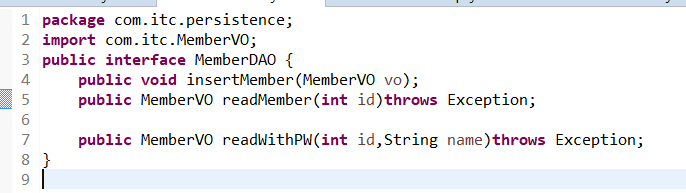 1 package com.itc.persistence;
2 import com.itc.MemberVO;
3 public interface MemberDAO {
4     public void insertMember(MemberVO vo);
5     public MemberVO readMember(int id)throws Exception;
6
7     public MemberVO readWithPW(int id,String name)throws Exception;
8 }
9